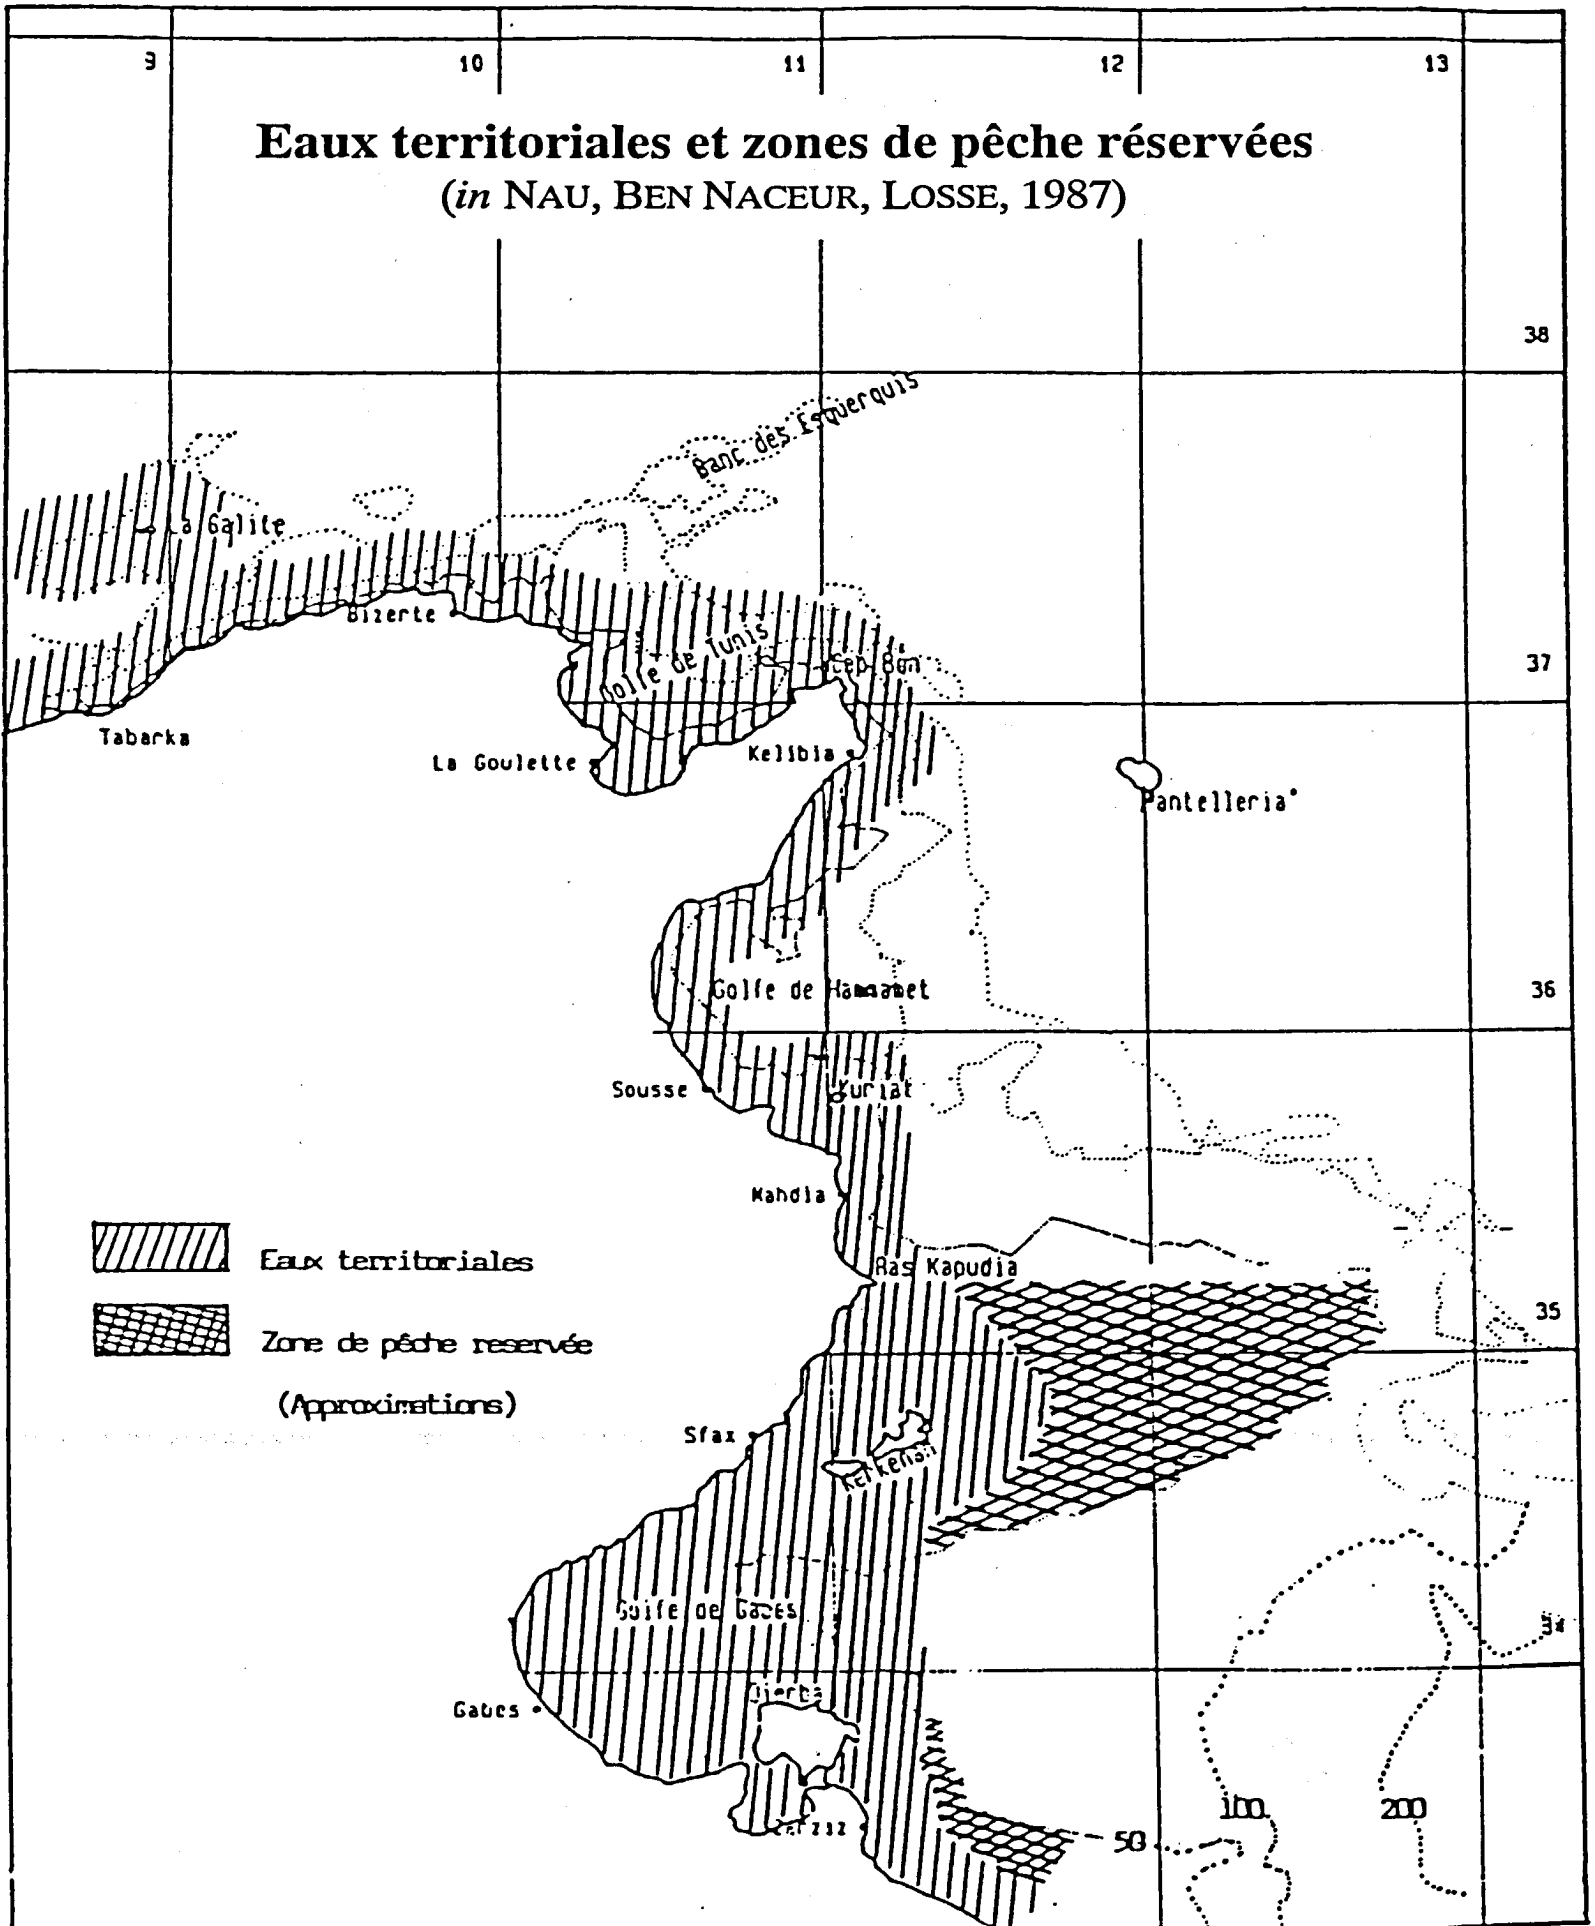 9 10 11 12 13
Eaux territoriales et zones de pêche réservées
(in NAU, BEN NACEUR, LOSSE, 1987)
38
Banc des Esquerquis
La Galite
Bizerte
Golfe de Tunis
Cap Bon
37
Tabarka
La Goulette
Kelibia
Pantelleria
Golfe de Hammamet
36
Sousse
Kuriat
Mahdia
Eaux territoriales
Ras Kapudia
35
Zone de pêche reservée
(Approximations)
Sfax
Kerkenah
Golfe de Gabes
34
Djerba
Gabes
100
200
Zarziz
50